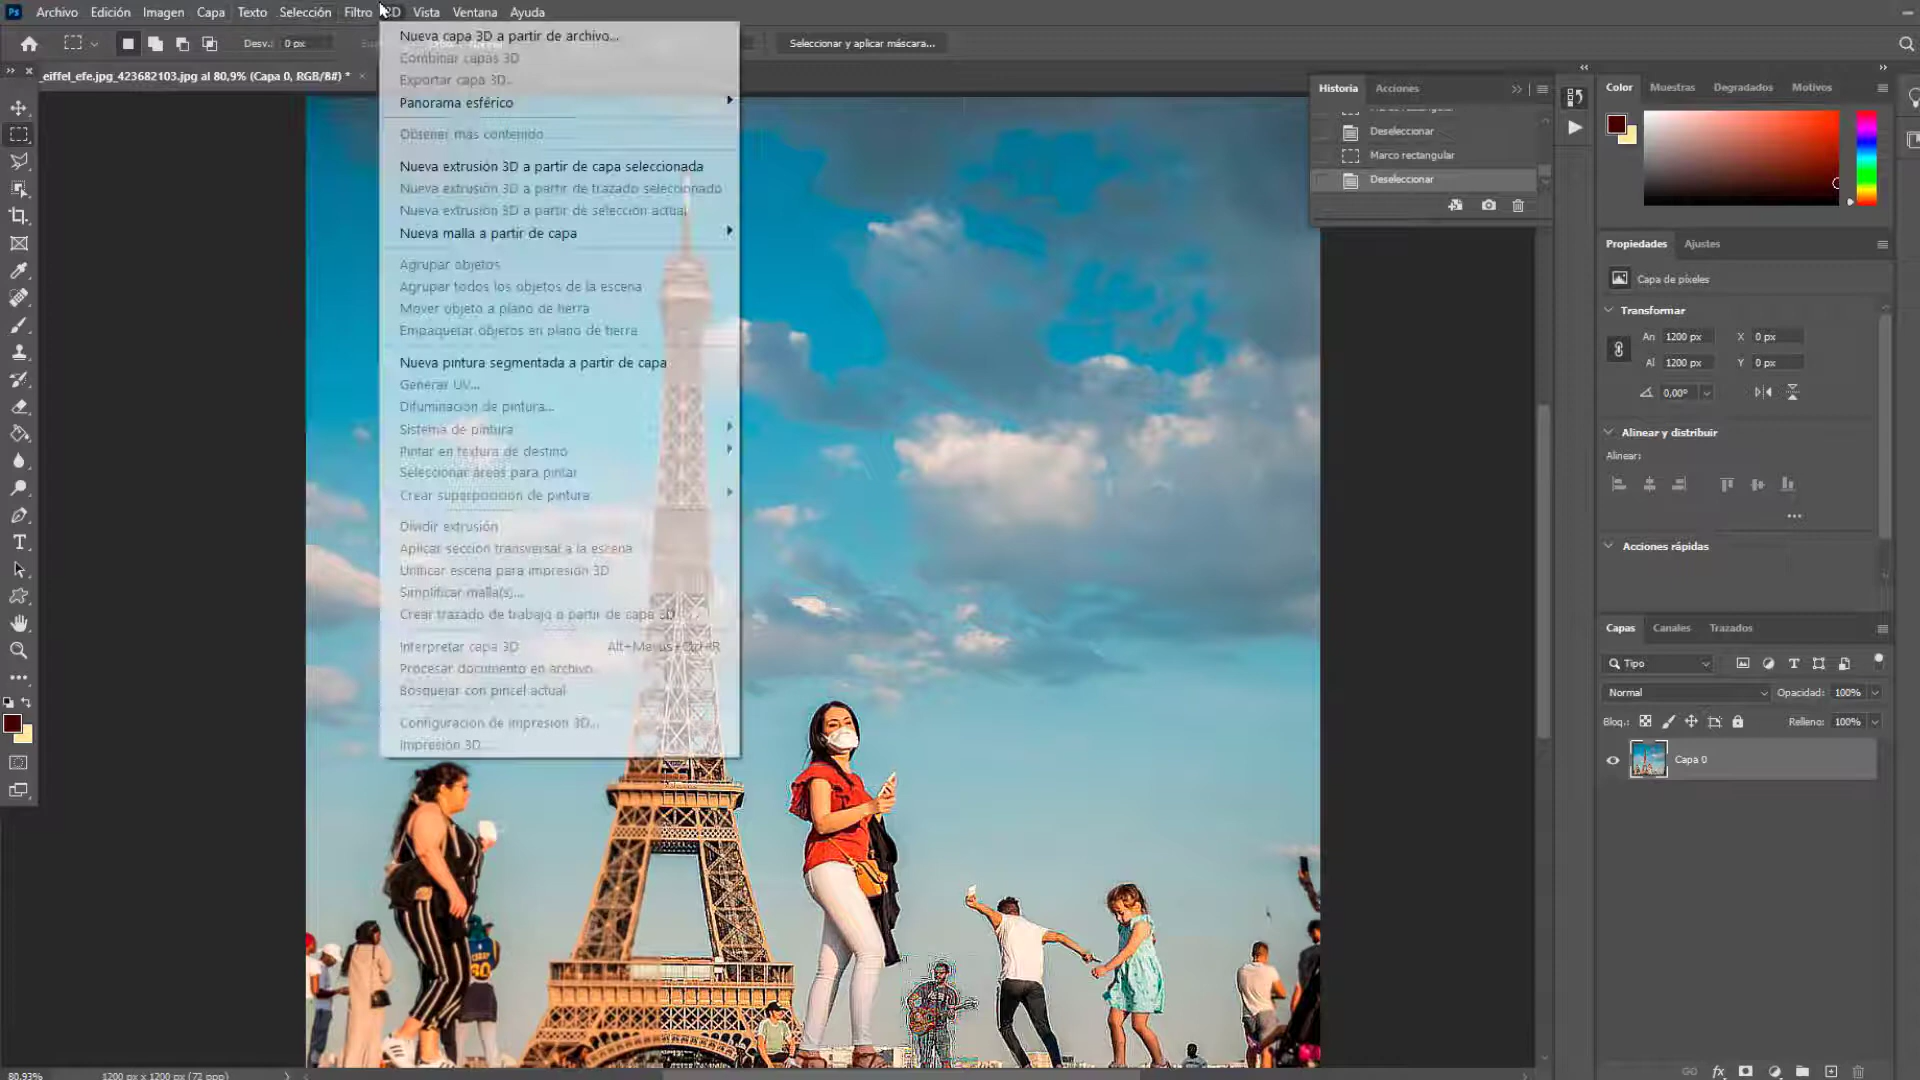 Ps Archivo Edición Imagen Capa Texto Selección Filtro 3D Vista Ventana Ayuda
Desv.: 0 px
Seleccionar y aplicar máscara...
_eiffel_efe.jpg_423682103.jpg al 80,9% (Capa 0, RGB/8#) *
Nueva capa 3D a partir de archivo...
Combinar capas 3D
Exportar capa 3D...
Panorama esférico
Obtener más contenido
Nueva extrusión 3D a partir de capa seleccionada
Nueva extrusión 3D a partir de trazado seleccionado
Nueva extrusión 3D a partir de selección actual
Nueva malla a partir de capa
Agrupar objetos
Agrupar todos los objetos de la escena
Mover objeto a plano de tierra
Empaquetar objetos en plano de tierra
Nueva pintura segmentada a partir de capa
Generar UV...
Difuminación de pintura...
Sistema de pintura
Pintar en textura de destino
Seleccionar áreas para pintar
Crear superposición de pintura
Dividir extrusión
Aplicar sección transversal a la escena
Unificar escena para impresión 3D
Simplificar malla(s)...
Crear trazado de trabajo a partir de capa 3D
Interpretar capa 3D Alt+Mayús+Ctrl+R
Procesar documento en archivo
Bosquejar con pincel actual
Configuración de impresión 3D...
Impresión 3D...
Historia Acciones
Deseleccionar
Marco rectangular
Deseleccionar
Color Muestras Degradados Motivos
Propiedades Ajustes
Capa de píxeles
Transformar
An 1200 px X 0 px
Al 1200 px Y 0 px
0,00°
Alinear y distribuir
Alinear:
Acciones rápidas
Capas Canales Trazados
Tipo
Normal Opacidad: 100%
Bloq.: Relleno: 100%
Capa 0
fx
30
80,93% 1200 px x 1200 px (72 ppp)